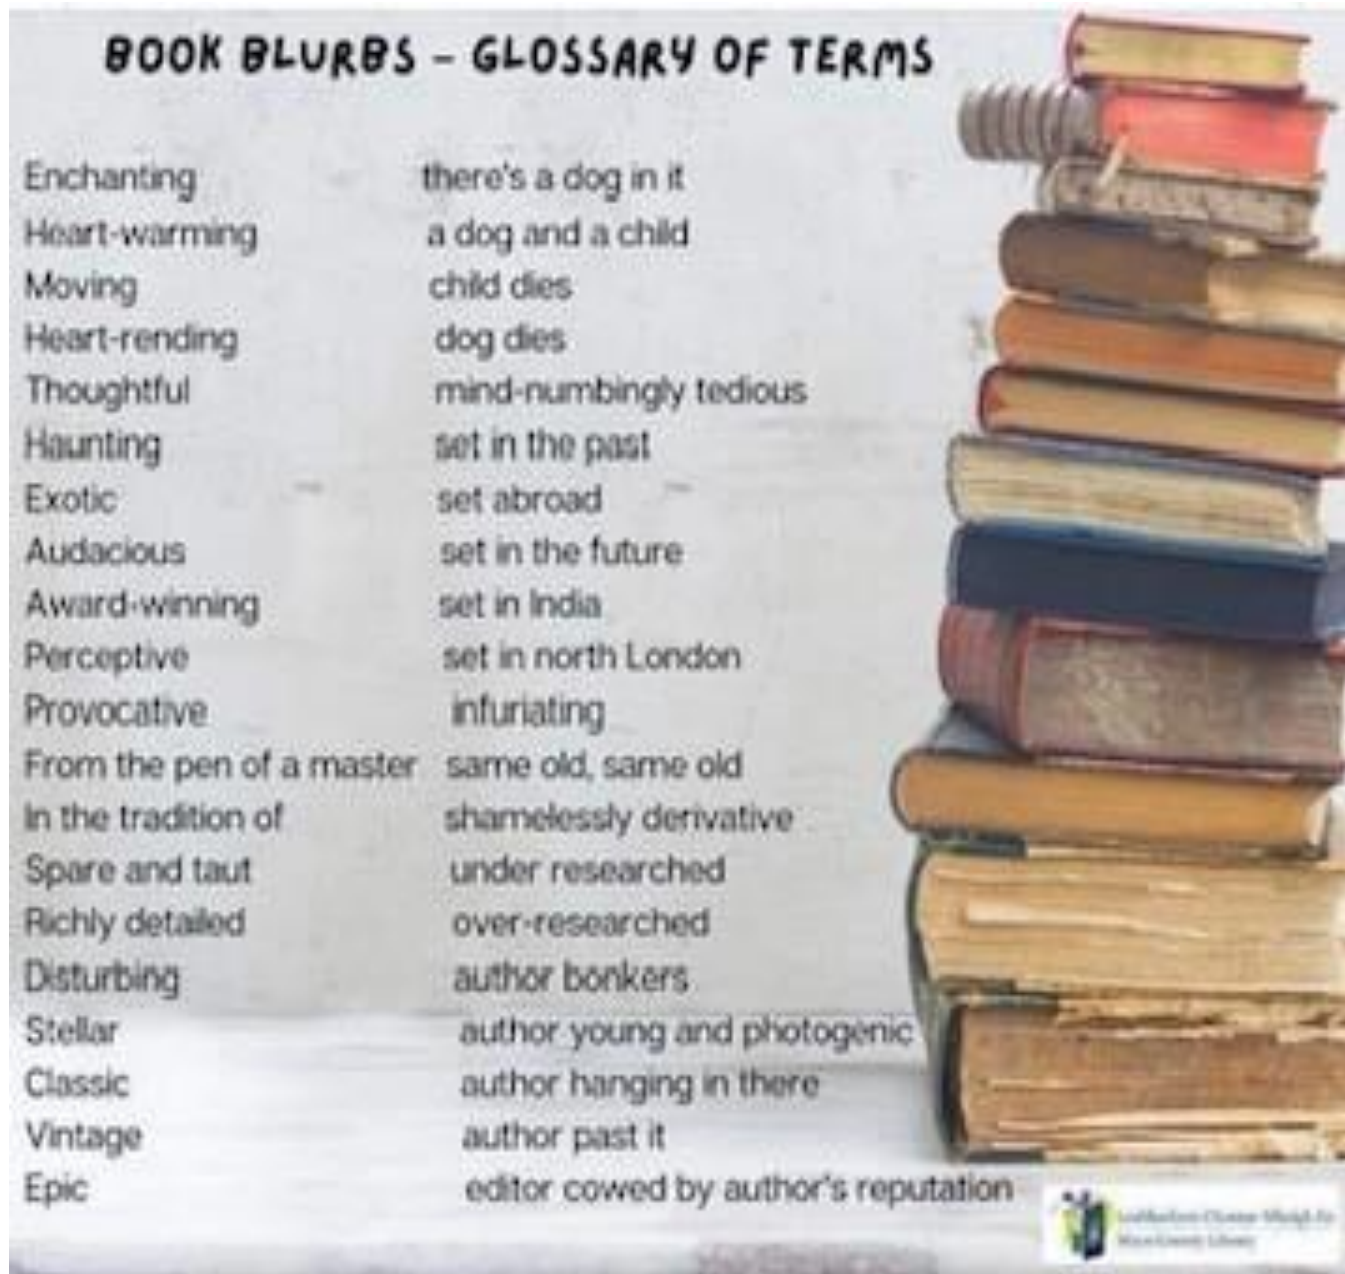 BOOK BLURBS - GLOSSARY OF TERMS
Enchanting there's a dog in it
Heart-warming a dog and a child
Moving child dies
Heart-rending dog dies
Thoughtful mind-numbingly tedious
Haunting set in the past
Exotic set abroad
Audacious set in the future
Award-winning set in India
Perceptive set in north London
Provocative infuriating
From the pen of a master same old, same old
In the tradition of shamelessly derivative
Spare and taut under researched
Richly detailed over-researched
Disturbing author bonkers
Stellar author young and photogenic
Classic author hanging in there
Vintage author past it
Epic editor cowed by author's reputation
County Library